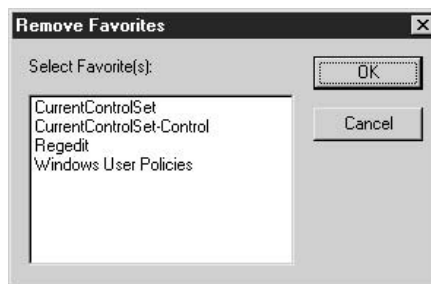 Remove Favorites
Select Favorite(s):
OK
CurrentControlSet
CurrentControlSet-Control
Cancel
Regedit
Windows User Policies